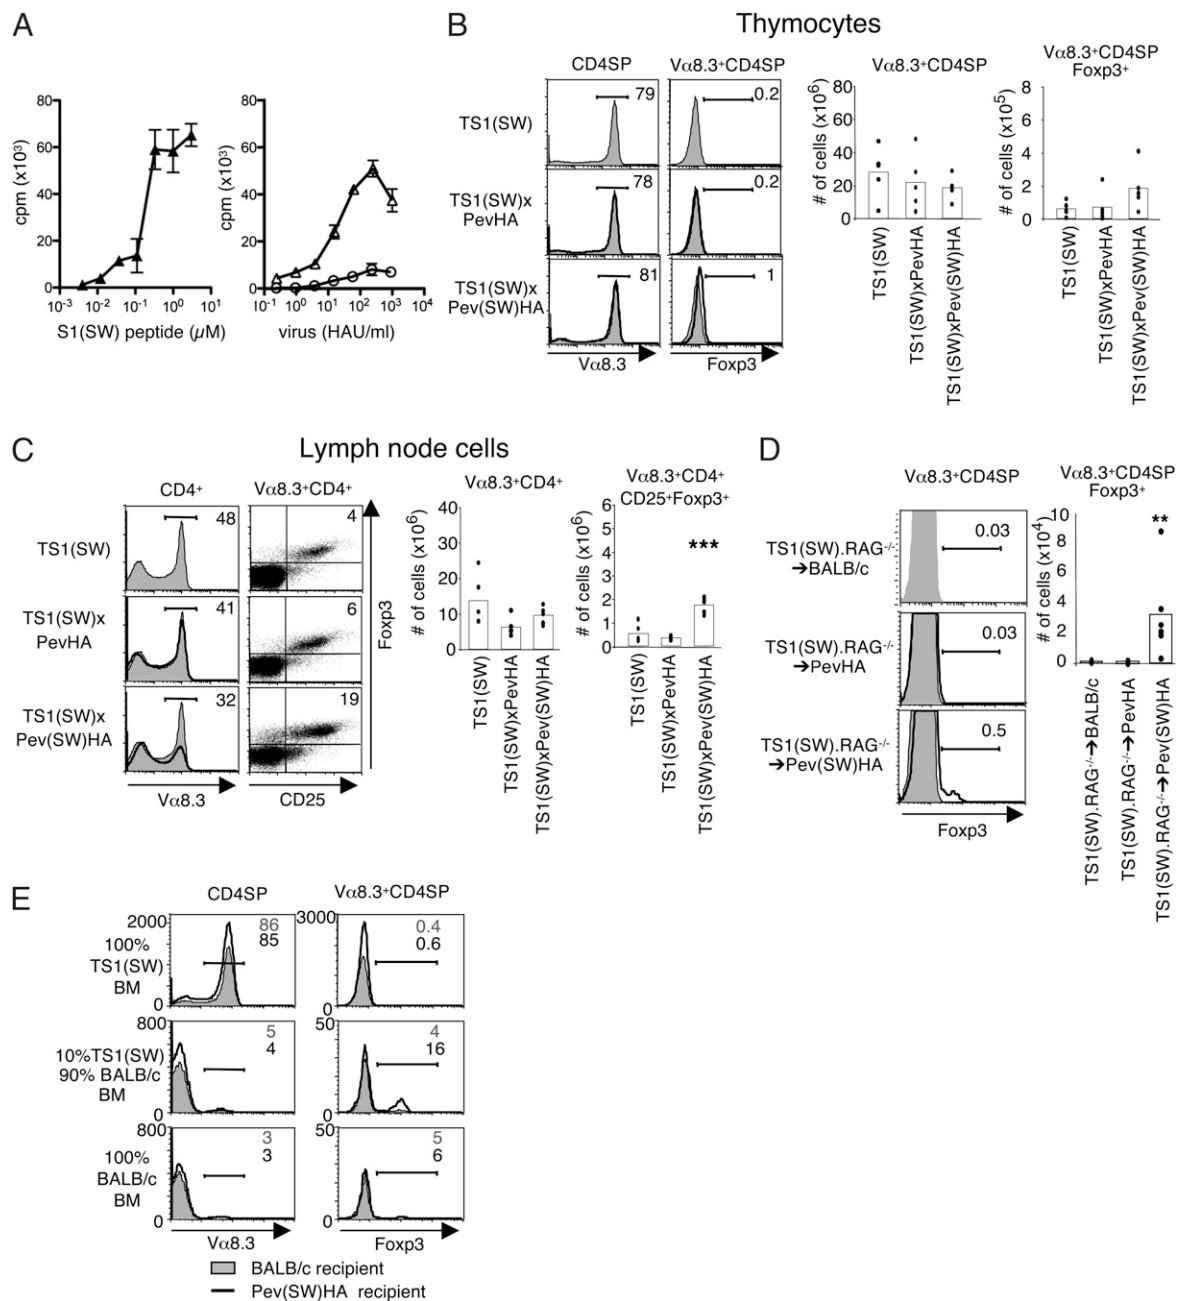 A
80
60
40
20
0
cpm (x10³)
10⁻³ 10⁻² 10⁻¹ 10⁰ 10¹
S1(SW) peptide (µM)
80
60
40
20
0
cpm (x10³)
10⁻¹ 10⁰ 10¹ 10² 10³ 10⁴
virus (HAU/ml)
B
Thymocytes
CD4SP
Vα8.3⁺CD4SP
TS1(SW)
79
0.2
TS1(SW)x
PevHA
78
0.2
TS1(SW)x
Pev(SW)HA
81
1
Vα8.3
Foxp3
Vα8.3⁺CD4SP
80
60
40
20
0
# of cells (x10⁶)
TS1(SW)
TS1(SW)xPevHA
TS1(SW)xPev(SW)HA
Vα8.3⁺CD4SP
Foxp3⁺
8
6
4
2
0
# of cells (x10⁵)
TS1(SW)
TS1(SW)xPevHA
TS1(SW)xPev(SW)HA
C
Lymph node cells
CD4⁺
Vα8.3⁺CD4⁺
TS1(SW)
48
4
TS1(SW)x
PevHA
41
6
TS1(SW)x
Pev(SW)HA
32
19
Vα8.3
CD25
Foxp3
Vα8.3⁺CD4⁺
40
30
20
10
0
# of cells (x10⁶)
TS1(SW)
TS1(SW)xPevHA
TS1(SW)xPev(SW)HA
Vα8.3⁺CD4⁺
CD25⁺Foxp3⁺
6
5
4
3
2
1
0
# of cells (x10⁶)
***
TS1(SW)
TS1(SW)xPevHA
TS1(SW)xPev(SW)HA
D
Vα8.3⁺CD4SP
TS1(SW).RAG⁻/⁻
➔BALB/c
0.03
TS1(SW).RAG⁻/⁻
➔PevHA
0.03
TS1(SW).RAG⁻/⁻
➔Pev(SW)HA
0.5
Foxp3
Vα8.3⁺CD4SP
Foxp3⁺
10
8
6
4
2
0
# of cells (x10⁴)
**
TS1(SW).RAG⁻/⁻➔BALB/c
TS1(SW).RAG⁻/⁻➔PevHA
TS1(SW).RAG⁻/⁻➔Pev(SW)HA
E
CD4SP
Vα8.3⁺CD4SP
100%
TS1(SW)
BM
2000
1000
0
86
85
3000
0
0.4
0.6
10%TS1(SW)
90% BALB/c
BM
800
0
5
4
50
0
4
16
100%
BALB/c
BM
800
0
3
3
50
0
5
6
Vα8.3
Foxp3
BALB/c recipient
Pev(SW)HA recipient